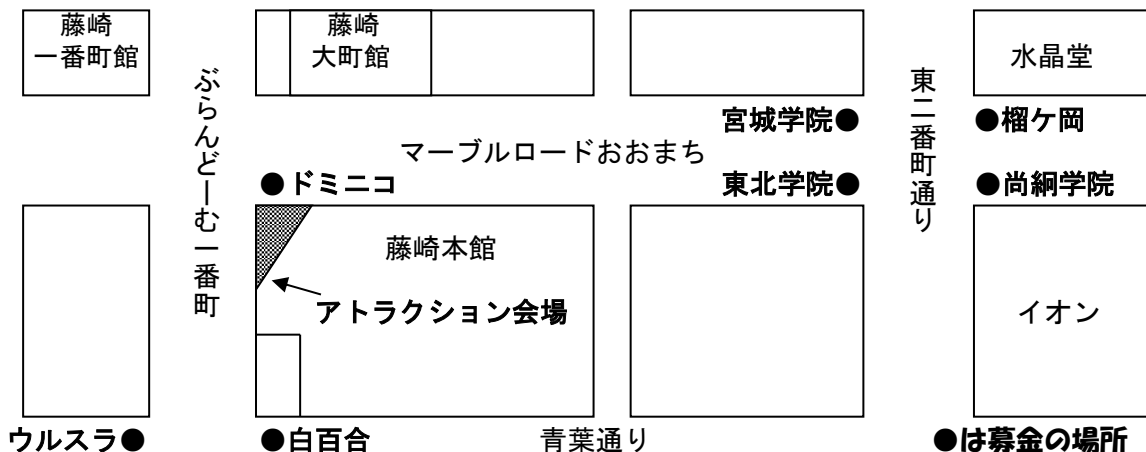 藤崎
一番町館
藤崎
大町館
水晶堂
ぶらんどーむ一番町
東二番町通り
宮城学院●
●榴ケ岡
マーブルロードおおまち
●ドミニコ
東北学院●
●尚絅学院
藤崎本館
アトラクション会場
イオン
ウルスラ●
●白百合
青葉通り
●は募金の場所